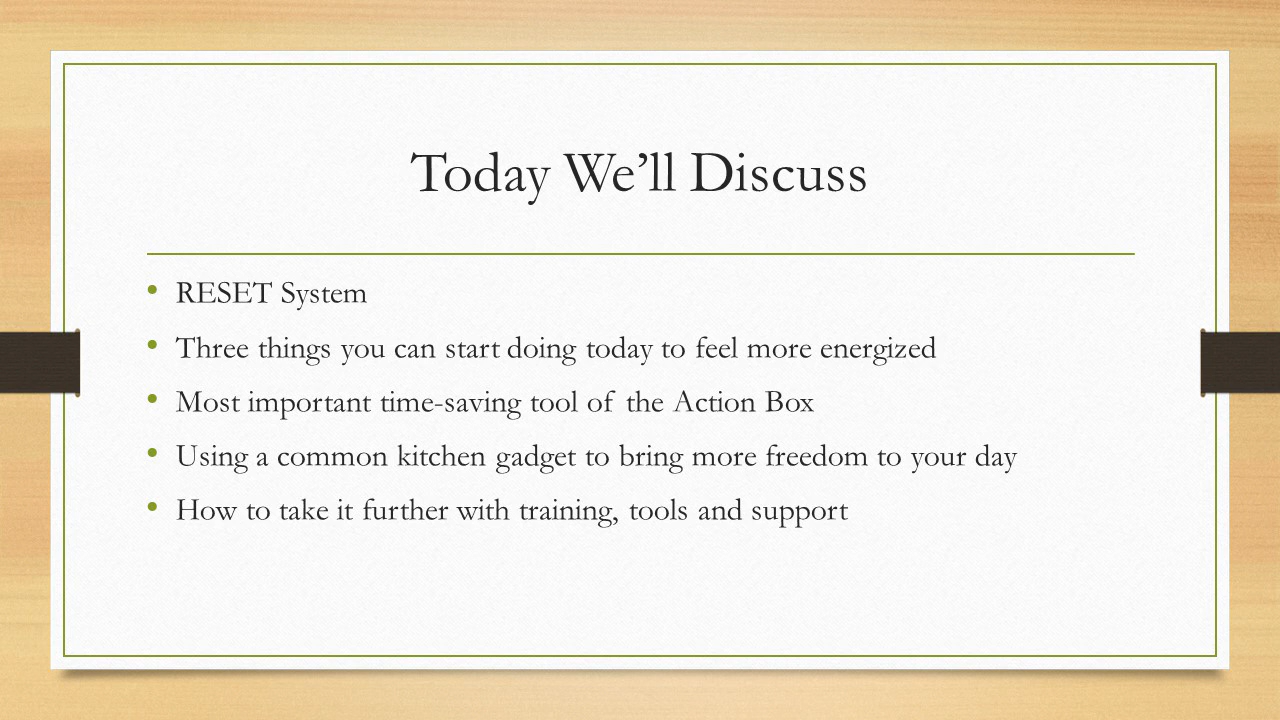 Today We’ll Discuss
• RESET System
• Three things you can start doing today to feel more energized
• Most important time-saving tool of the Action Box
• Using a common kitchen gadget to bring more freedom to your day
• How to take it further with training, tools and support